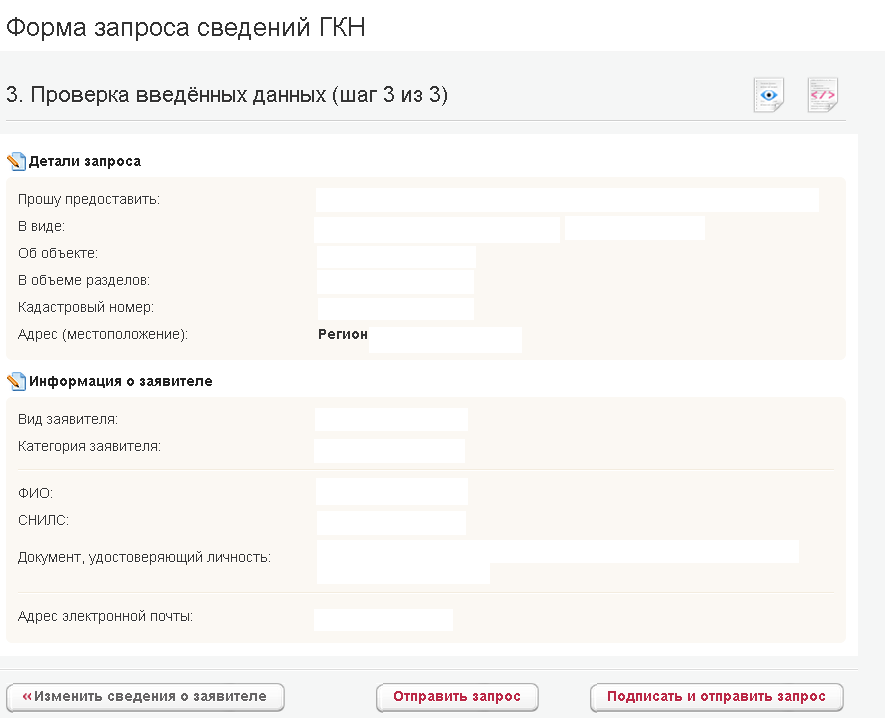 Форма запроса сведений ГКН
3. Проверка введённых данных (шаг 3 из 3)
</>
Детали запроса
Прошу предоставить:
В виде:
Об объекте:
В объеме разделов:
Кадастровый номер:
Адрес (местоположение): Регион
Информация о заявителе
Вид заявителя:
Категория заявителя:
ФИО:
СНИЛС:
Документ, удостоверяющий личность:
Адрес электронной почты:
«Изменить сведения о заявителе Отправить запрос Подписать и отправить запрос